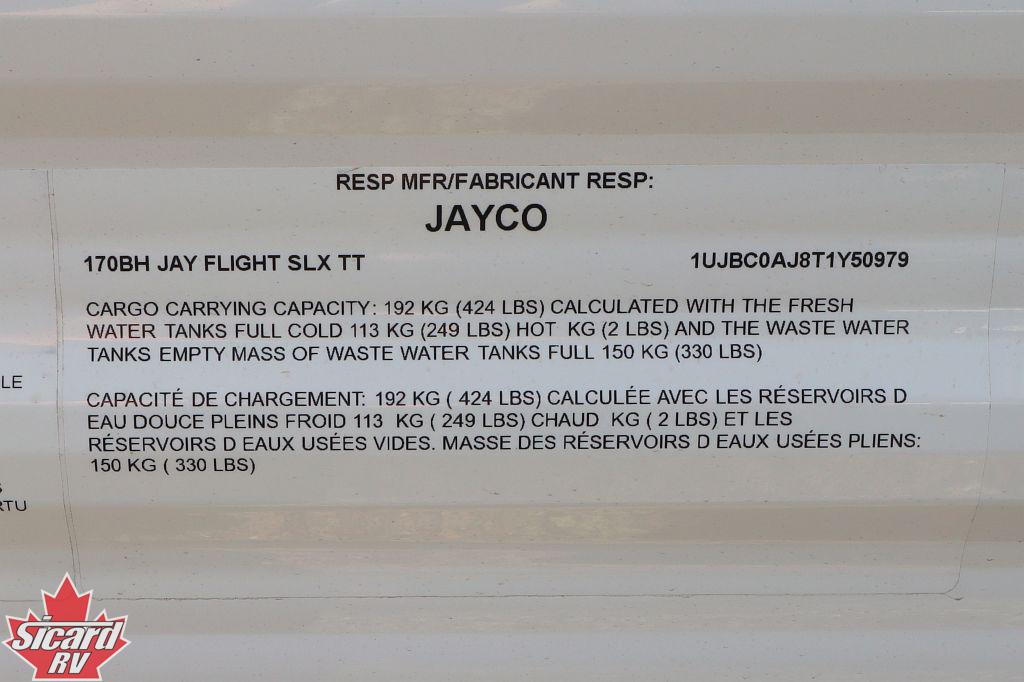 RESP MFR/FABRICANT RESP:
JAYCO
170BH JAY FLIGHT SLX TT 1UJBC0AJ8T1Y50979
CARGO CARRYING CAPACITY: 192 KG (424 LBS) CALCULATED WITH THE FRESH
WATER TANKS FULL COLD 113 KG (249 LBS) HOT KG (2 LBS) AND THE WASTE WATER
TANKS EMPTY MASS OF WASTE WATER TANKS FULL 150 KG (330 LBS)
CAPACITÉ DE CHARGEMENT: 192 KG ( 424 LBS) CALCULÉE AVEC LES RÉSERVOIRS D
EAU DOUCE PLEINS FROID 113 KG ( 249 LBS) CHAUD KG ( 2 LBS) ET LES
RÉSERVOIRS D EAUX USÉES VIDES. MASSE DES RÉSERVOIRS D EAUX USÉES PLIENS:
150 KG ( 330 LBS)
LE
RTU
Sicard
RV